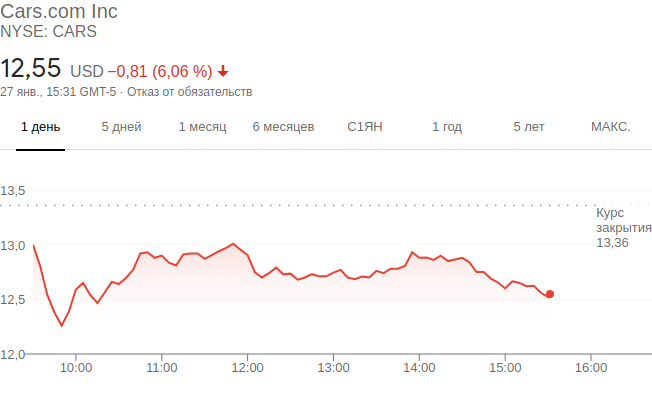 Cars.com Inc
NYSE: CARS
12,55 USD −0,81 (6,06 %)
27 янв., 15:31 GMT-5 · Отказ от обязательств
1 день 5 дней 1 месяц 6 месяцев С1ЯН 1 год 5 лет МАКС.
13,5
Курс
закрытия
13,36
13,0
12,5
12,0
10:00 11:00 12:00 13:00 14:00 15:00 16:00